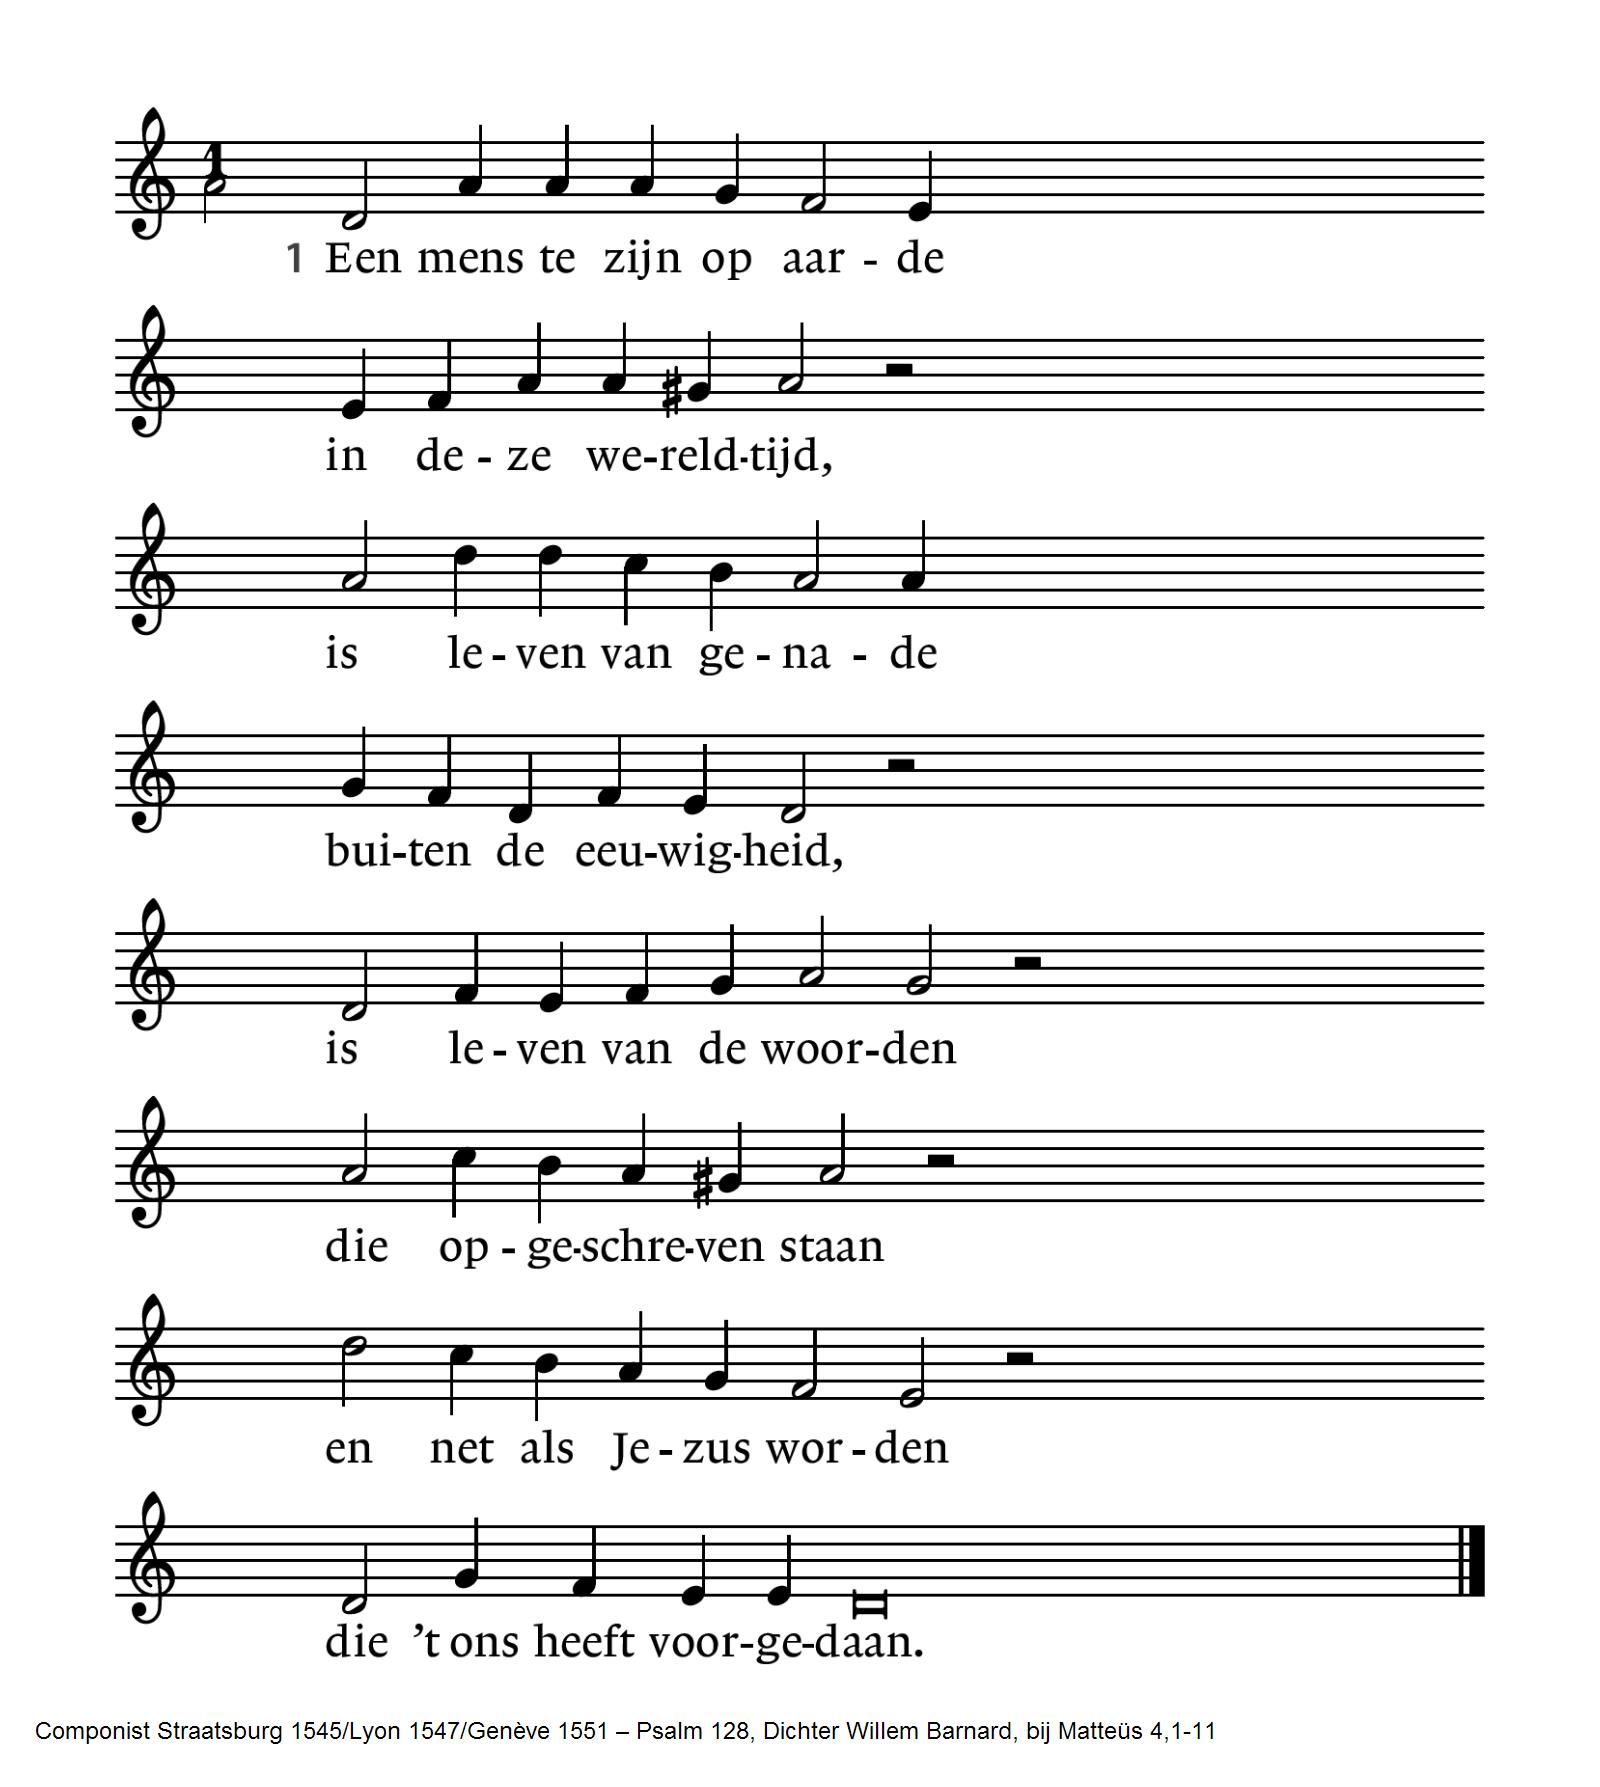 1
1 Een mens te zijn op aar - de
in de - ze we-reld-tijd,
is le - ven van ge - na - de
bui-ten de eeu-wig-heid,
is le - ven van de woor-den
die op - ge-schre-ven staan
en net als Je - zus wor - den
die ’t ons heeft voor-ge-daan.
Componist Straatsburg 1545/Lyon 1547/Genève 1551 – Psalm 128, Dichter Willem Barnard, bij Matteüs 4,1-11